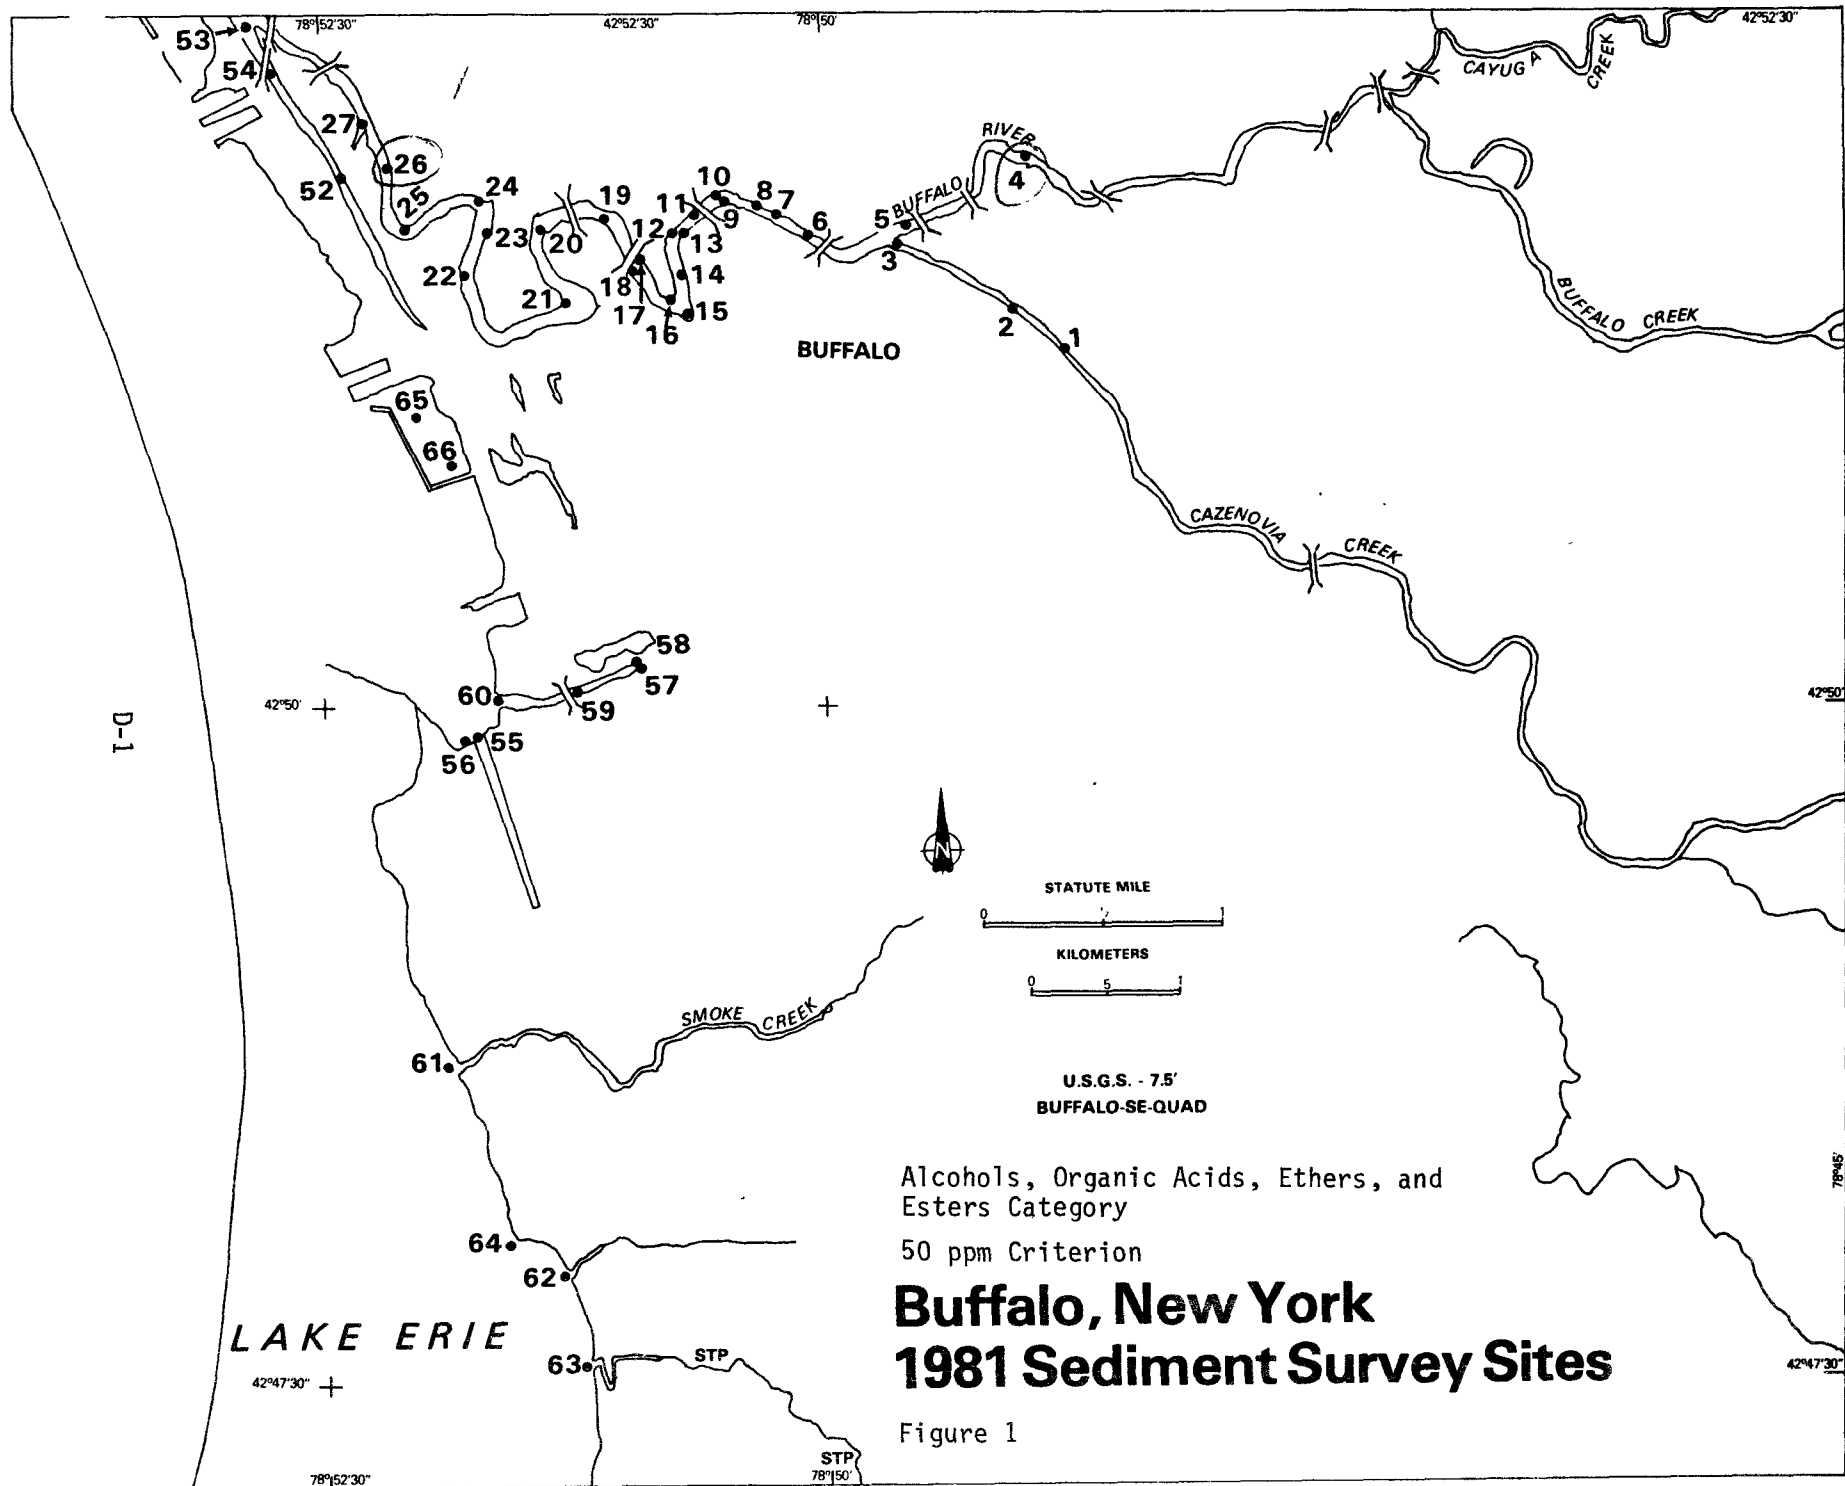 78°52'30"
42°52'30"
78°50'
42°52'30"
53
54
27
26
52
25
24
23
22
20
21
19
18
17
16
15
14
13
12
11
10
9
8
7
6
5
BUFFALO RIVER
4
3
2
1
CAYUGA CREEK
BUFFALO CREEK
BUFFALO
CAZENOVIA CREEK
65
66
58
57
59
60
55
56
42°50'
42°50'
D-1
N
STATUTE MILE
0 1
KILOMETERS
0 5 1
SMOKE CREEK
61
U.S.G.S. - 7.5'
BUFFALO-SE-QUAD
64
62
63
STP
STP
LAKE ERIE
42°47'30"
78°52'30"
78°50'
78°45'
42°47'30"
Alcohols, Organic Acids, Ethers, and
Esters Category
50 ppm Criterion
Buffalo, New York
1981 Sediment Survey Sites
Figure 1